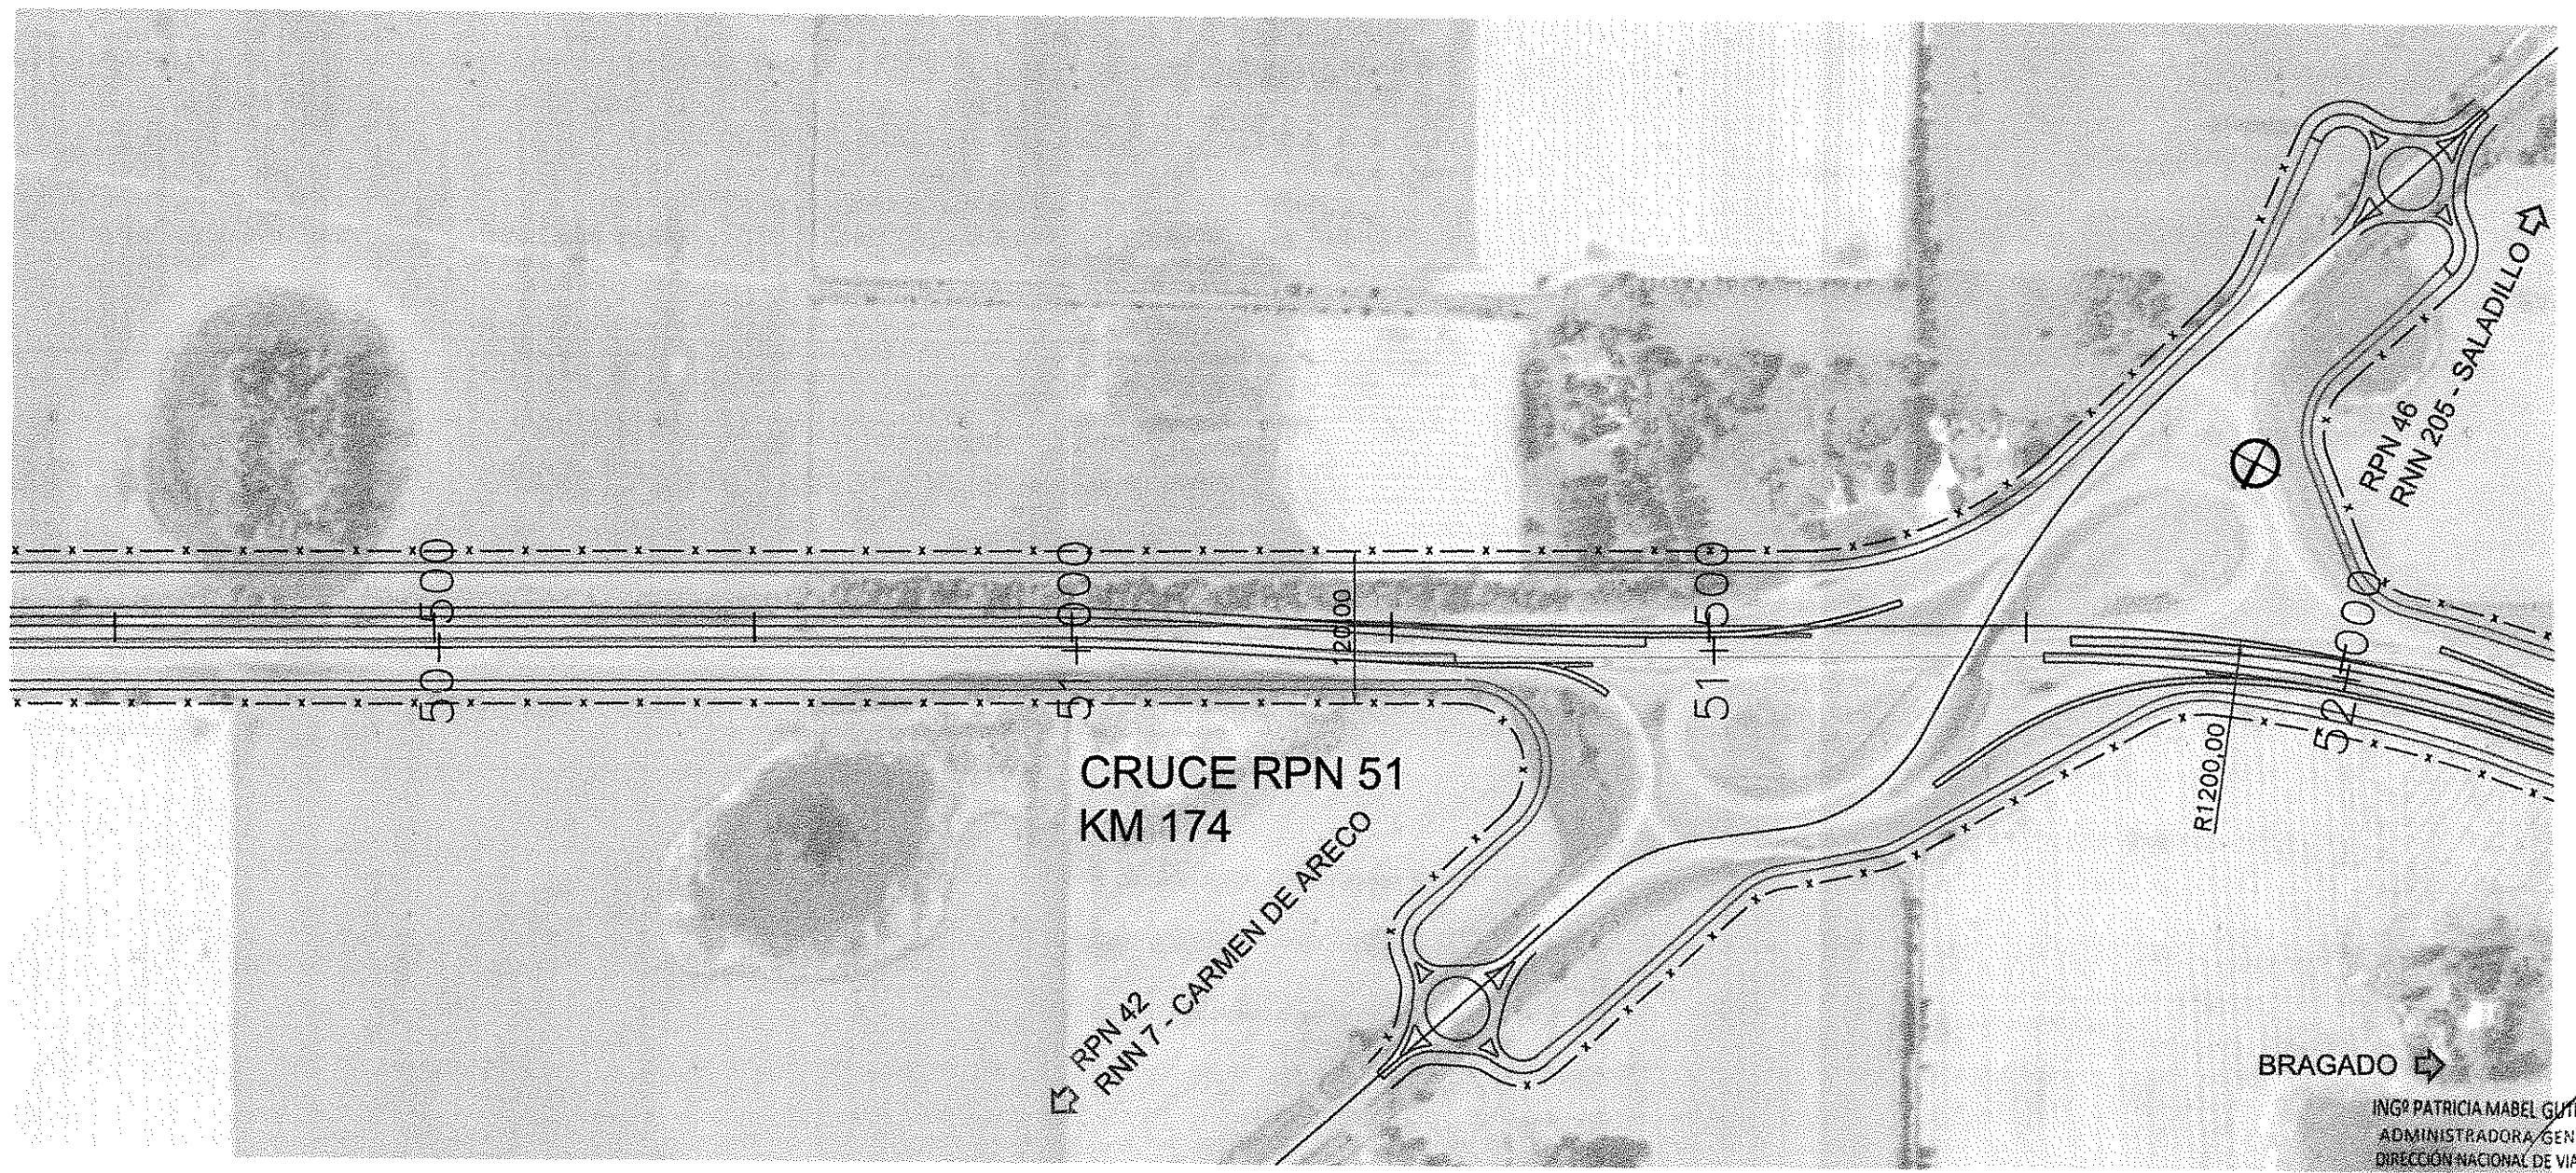 RPN 46
RNN 205 - SALADILLO
50+500
51+000
120,00
51+500
52+000
R1200,00
CRUCE RPN 51
KM 174
RPN 42
RNN 7 - CARMEN DE ARECO
BRAGADO
INGº PATRICIA MABEL
ADMINISTRADORA GEN
DIRECCIÓN NACIONAL DE